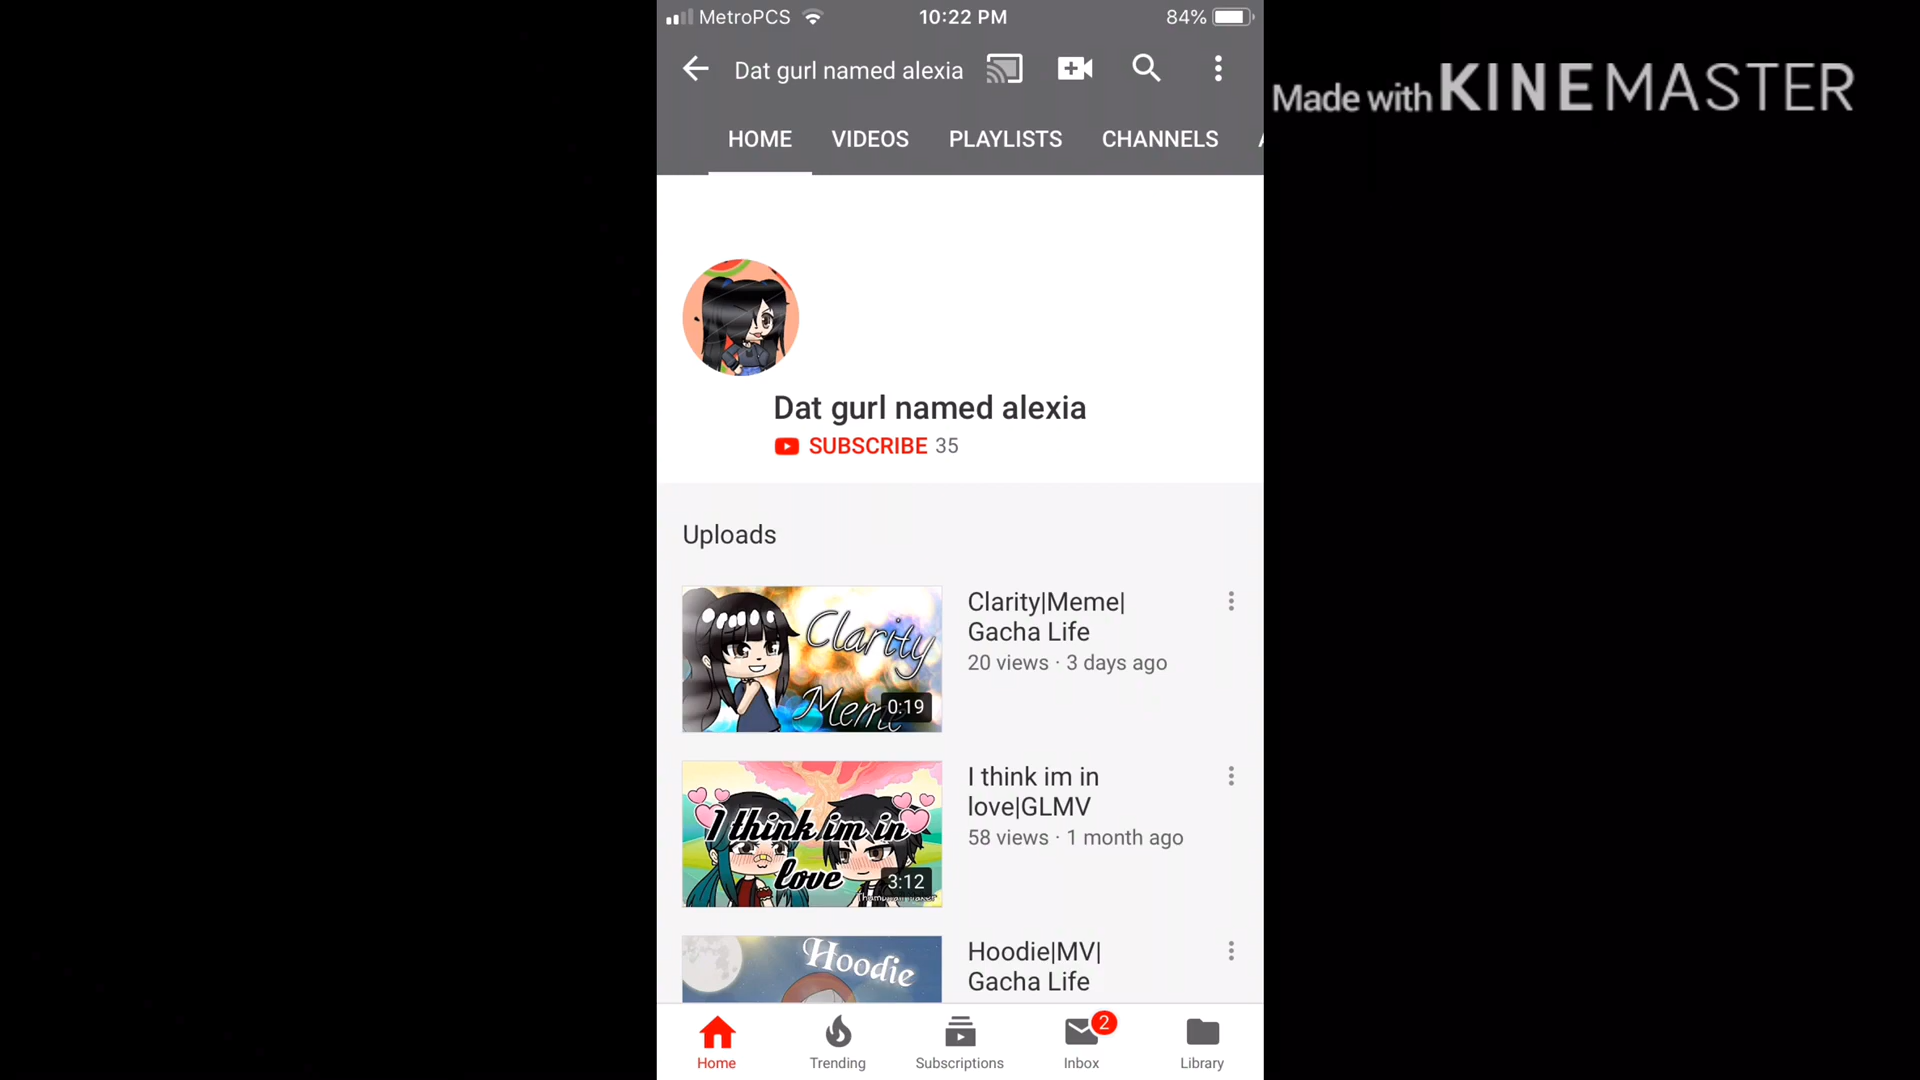 MetroPCS 10:22 PM 84%
Dat gurl named alexia
Made with KINEMASTER
HOME VIDEOS PLAYLISTS CHANNELS
Dat gurl named alexia
SUBSCRIBE 35
Uploads
Clarity
Meme
0:19
Clarity|Meme|
Gacha Life
20 views · 3 days ago
I think im in
love
3:12
I think im in
love|GLMV
58 views · 1 month ago
Hoodie
Hoodie|MV|
Gacha Life
2
Home Trending Subscriptions Inbox Library